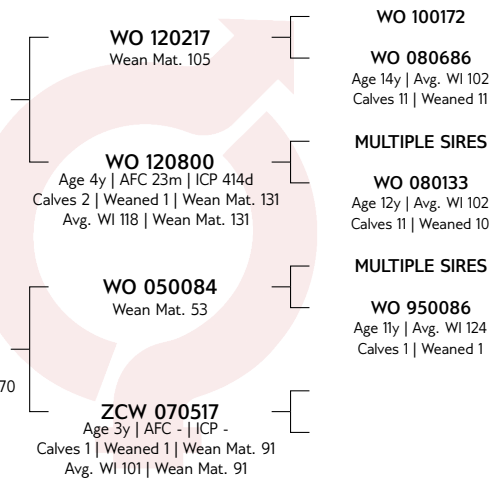 WO 100172
WO 120217
Wean Mat. 105
WO 080686
Age 14y | Avg. WI 102
Calves 11 | Weaned 11
MULTIPLE SIRES
WO 120800
Age 4y | AFC 23m | ICP 414d
Calves 2 | Weaned 1 | Wean Mat. 131
Avg. WI 118 | Wean Mat. 131
WO 080133
Age 12y | Avg. WI 102
Calves 11 | Weaned 10
MULTIPLE SIRES
WO 050084
Wean Mat. 53
WO 950086
Age 11y | Avg. WI 124
Calves 1 | Weaned 1
70
ZCW 070517
Age 3y | AFC - | ICP -
Calves 1 | Weaned 1 | Wean Mat. 91
Avg. WI 101 | Wean Mat. 91